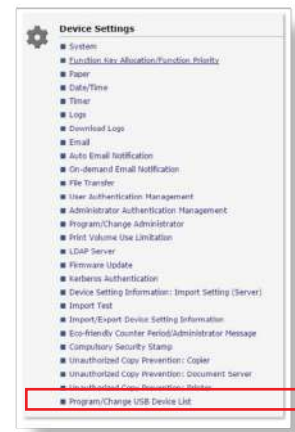 Device Settings
System
Function Key Allocation/Function Priority
Paper
Date/Time
Timer
Logs
Download Logs
Email
Auto Email Notification
On-demand Email Notification
File Transfer
User Authentication Management
Administrator Authentication Management
Program/Change Administrator
Print Volume Use Limitation
LDAP Server
Firmware Update
Kerberos Authentication
Device Setting Information: Import Setting (Server)
Import Test
Import/Export Device Setting Information
Eco-friendly Counter Period/Administrator Message
Compulsory Security Stamp
Unauthorized Copy Prevention: Copier
Unauthorized Copy Prevention: Document Server
Unauthorized Copy Prevention: Printer
Program/Change USB Device List